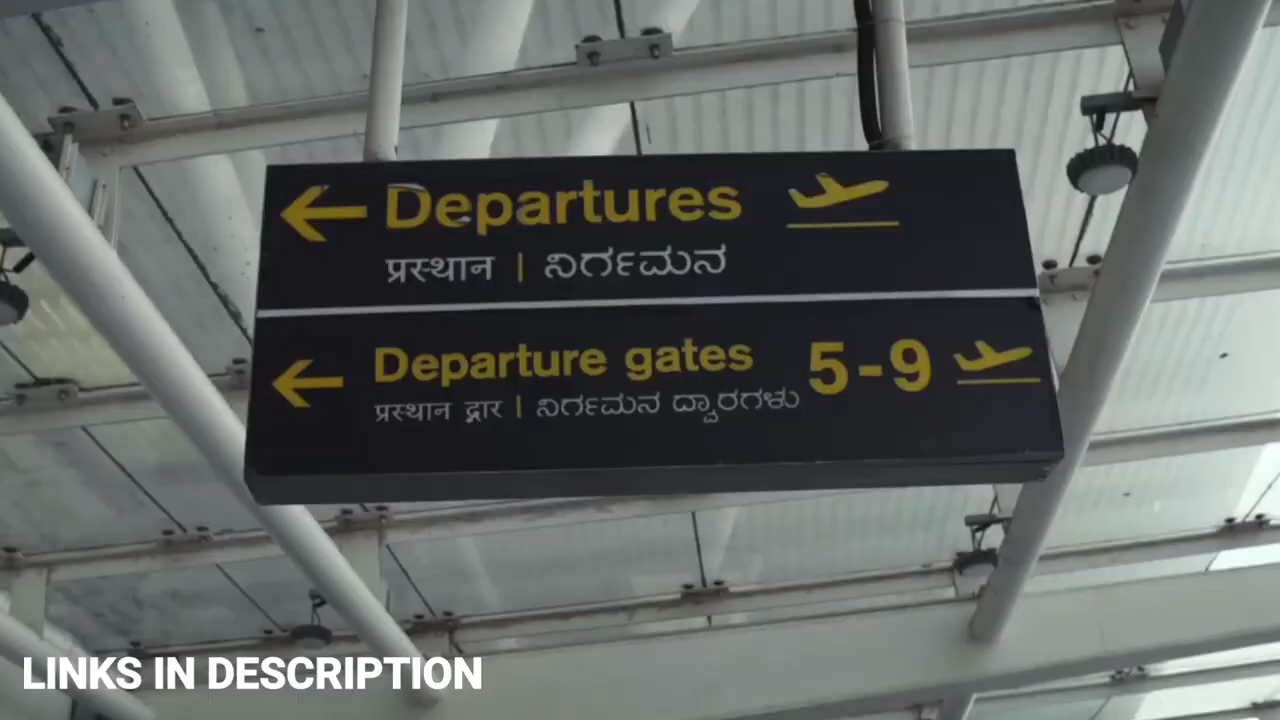 Departures
प्रस्थान | ನಿರ್ಗಮನ
Departure gates 5-9
प्रस्थान द्वार | ನಿರ್ಗಮನ ದ್ವಾರಗಳು
LINKS IN DESCRIPTION